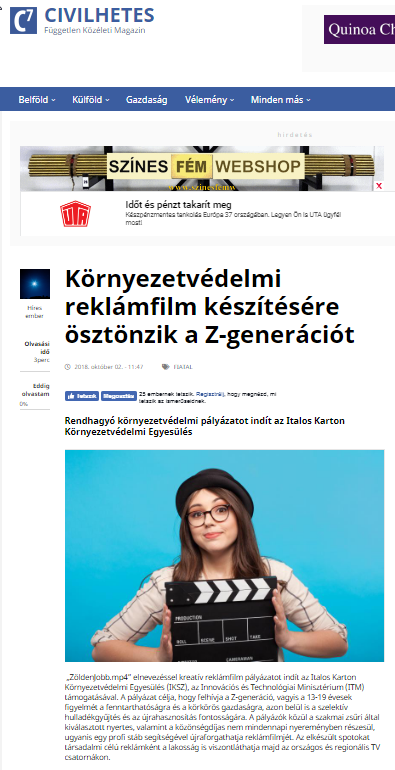 C7 CIVILHETES
Független Közéleti Magazin
Quinoa Ch
Belföld Külföld Gazdaság Vélemény Minden más
hirdetés
SZÍNES FÉM WEBSHOP
www.szinesfemw
X
UTA
Időt és pénzt takarít meg
Készpénzmentes tankolás Európa 37 országában. Legyen Ön is UTA ügyfél
most!
Híres
ember
Olvasási
idő
3perc
Eddig
olvastam
0%
Környezetvédelmi
reklámfilm készítésére
ösztönzik a Z-generációt
2018. október 02. - 11:47 FIATAL
Tetszik Megosztás 25 embernek tetszik. Regisztrálj, hogy megnézd, mi
tetszik az ismerőseidnek.
Rendhagyó környezetvédelmi pályázatot indít az Italos Karton
Környezetvédelmi Egyesülés
PRODUCTION
ROLL SCENE SHOT TAKE
DIRECTOR
CAMERAMAN
„ZöldenJobb.mp4” elnevezéssel kreatív reklámfilm pályázatot indít az Italos Karton
Környezetvédelmi Egyesülés (IKSZ), az Innovációs és Technológiai Minisztérium (ITM)
támogatásával. A pályázat célja, hogy felhívja a Z-generáció, vagyis a 13-19 évesek
figyelmét a fenntarthatóságra és a körkörös gazdaságra, azon belül is a szelektív
hulladékgyűjtés és az újrahasznosítás fontosságára. A pályázók közül a szakmai zsűri által
kiválasztott nyertes, valamint a közönségdíjas nem mindennapi nyereményben részesül,
ugyanis egy profi stáb segítségével újraforgathatja reklámfilmjét. Az elkészült spotokat
társadalmi célú reklámként a lakosság is viszontláthatja majd az országos és regionális TV
csatornákon.